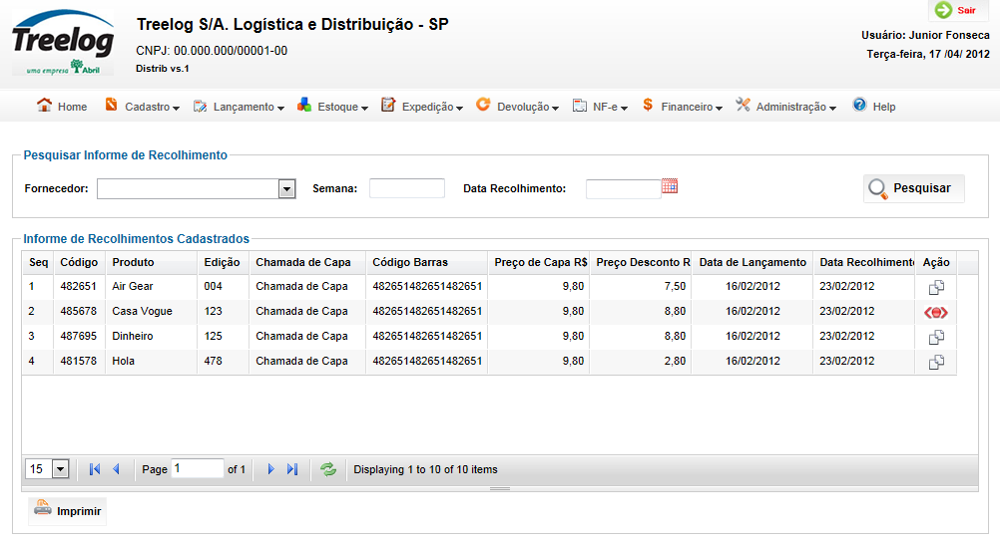 Treelog
uma empresa Abril
Treelog S/A. Logística e Distribuição - SP
CNPJ: 00.000.000/00001-00
Distrib vs.1
Sair
Usuário: Junior Fonseca
Terça-feira, 17 /04/ 2012
Home Cadastro Lançamento Estoque Expedição Devolução NF-e Financeiro Administração Help
Pesquisar Informe de Recolhimento
Fornecedor: Semana: Data Recolhimento: Pesquisar
Informe de Recolhimentos Cadastrados
Seq Código Produto Edição Chamada de Capa Código Barras Preço de Capa R$ Preço Desconto R Data de Lançamento Data Recolhimento Ação
1 482651 Air Gear 004 Chamada de Capa 482651482651482651 9,80 7,50 16/02/2012 23/02/2012
2 485678 Casa Vogue 123 Chamada de Capa 482651482651482651 9,80 8,80 16/02/2012 23/02/2012
3 487695 Dinheiro 125 Chamada de Capa 482651482651482651 9,80 8,80 16/02/2012 23/02/2012
4 481578 Hola 478 Chamada de Capa 482651482651482651 9,80 2,80 16/02/2012 23/02/2012
15 Page 1 of 1 Displaying 1 to 10 of 10 items
Imprimir